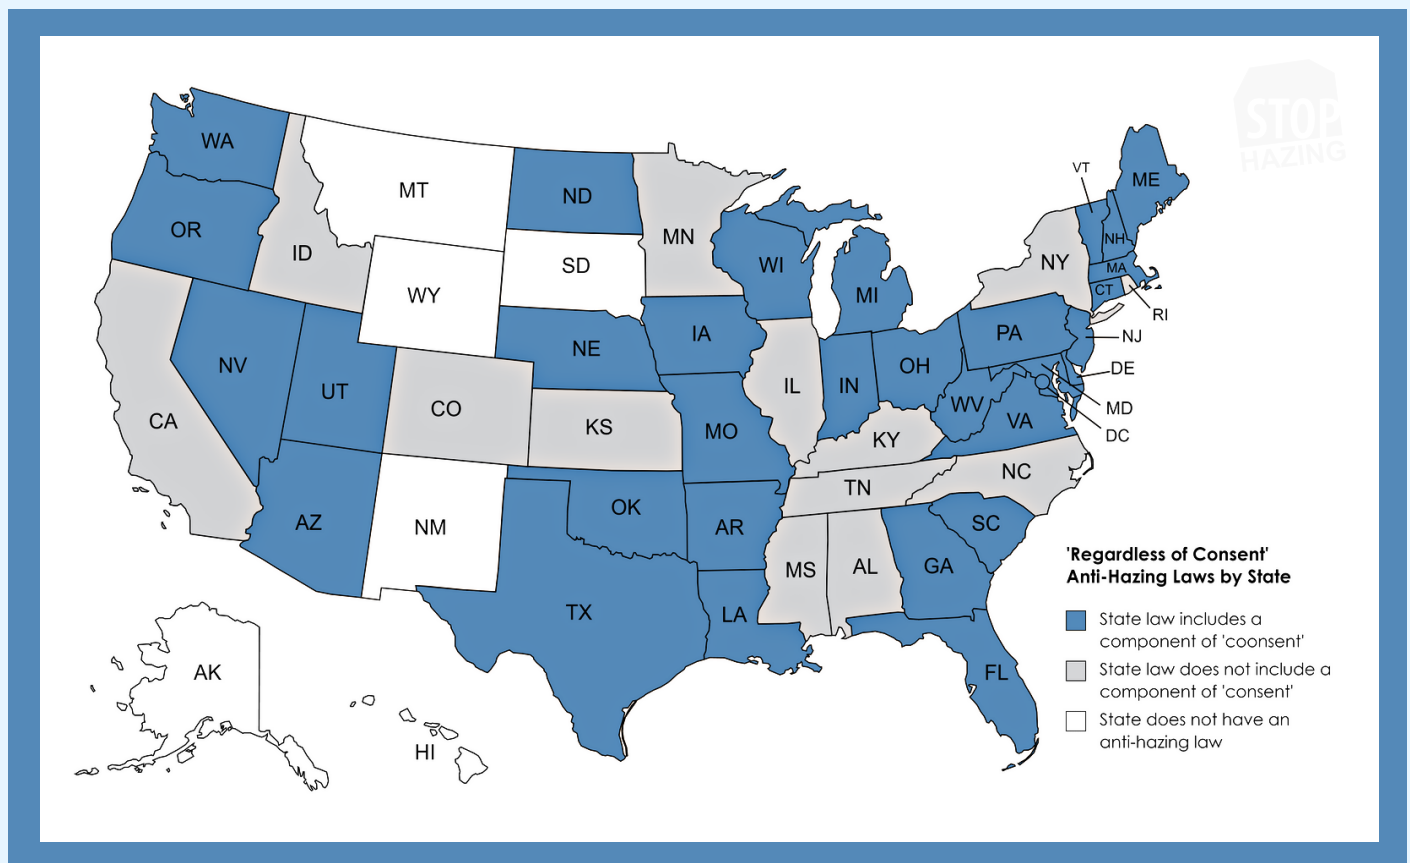 STOP
HAZING
WA
MT
ND
MN
OR
ID
SD
WI
MI
WY
VT
ME
NH
NY
MA
CT
RI
IA
NE
PA
NJ
NV
UT
CO
IL
IN
OH
DE
CA
KS
MO
KY
WV
VA
MD
DC
AZ
NM
OK
AR
TN
NC
SC
MS
AL
GA
TX
LA
FL
AK
HI
'Regardless of Consent'
Anti-Hazing Laws by State
State law includes a
component of 'coonsent'
State law does not include a
component of 'consent'
State does not have an
anti-hazing law